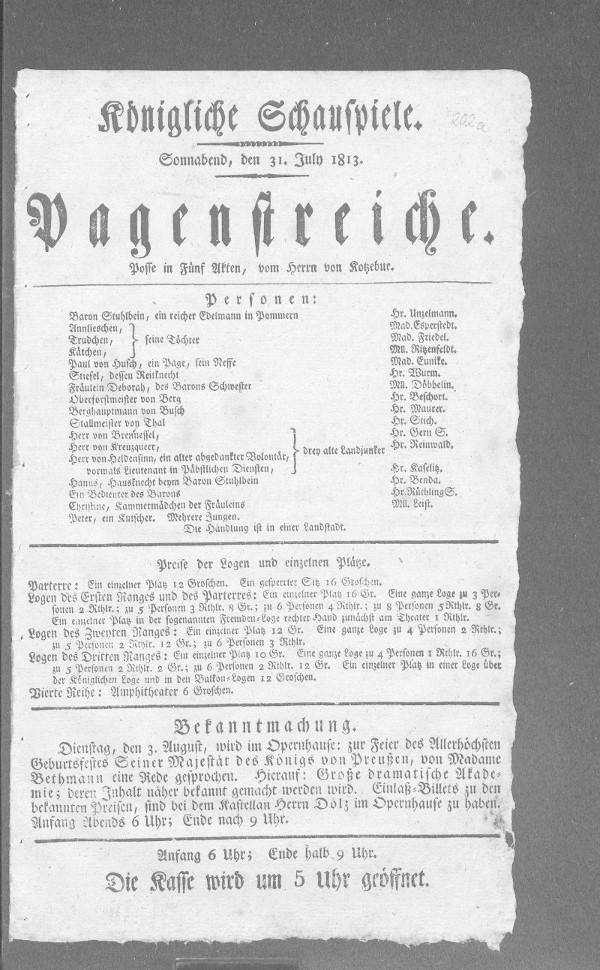 Königliche Schauspiele.
202a
Sonnabend, den 31. July 1813.
Pagenstreiche.
Posse in Fünf Akten, vom Herrn von Kotzebue.
Personen:
Baron Stuhlbein, ein reicher Edelmann in Pommern Hr. Unzelmann.
Annlieschen, Mad. Esperstedt.
Trudchen, } seine Töchter Mad. Friedel.
Kätchen, Mll. Ritzenfeldt.
Paul von Husch, ein Page, sein Neffe Mad. Eunike.
Stiefel, dessen Reitknecht Hr. Wurm.
Fräulein Deborah, des Barons Schwester Mll. Döbbelin.
Oberforstmeister von Berg Hr. Beschort.
Berghauptmann von Busch Hr. Maurer.
Stallmeister von Thal Hr. Stich.
Herr von Brennessel, Hr. Gern S.
Herr von Kreuzqueer, Hr. Reinwald.
Herr von Heldensinn, ein alter abgedankter Volontär, } drey alte Landjunker
vormals Lieutenant in Päbstlichen Diensten, Hr. Kaselitz.
Hanns, Hausknecht beym Baron Stuhlbein Hr. Benda.
Ein Bedienter des Barons Hr. Rüthling S.
Christine, Kammermädchen der Fräuleins Mll. Leist.
Peter, ein Kutscher. Mehrere Jungen.
Die Handlung ist in einer Landstadt.
Preise der Logen und einzelnen Plätze.
Parterre: Ein einzelner Platz 12 Groschen. Ein gesperrter Sitz 16 Groschen.
Logen des Ersten Ranges und des Parterres: Ein einzelner Platz 16 Gr. Eine ganze Loge zu 3 Per-
sonen 2 Rthlr.; zu 5 Personen 3 Rthlr. 8 Gr.; zu 6 Personen 4 Rthlr.; zu 8 Personen 5 Rthlr. 8 Gr.
Ein einzelner Platz in der sogenannten Fremden-Loge rechter Hand zunächst am Theater 1 Rthlr.
Logen des Zweyten Ranges: Ein einzelner Platz 12 Gr. Eine ganze Loge zu 4 Personen 2 Rthlr.;
zu 5 Personen 2 Rthlr. 12 Gr.; zu 6 Personen 3 Rthlr.
Logen des Dritten Ranges: Ein einzelner Platz 10 Gr. Eine ganze Loge zu 4 Personen 1 Rthlr. 16 Gr.;
zu 5 Personen 2 Rthlr. 2 Gr.; zu 6 Personen 2 Rthlr. 12 Gr. Ein einzelner Platz in einer Loge über
der Königlichen Loge und in den Balkon-Logen 12 Groschen.
Vierte Reihe: Amphitheater 6 Groschen.
Bekanntmachung.
Dienstag, den 3. August, wird im Opernhause: zur Feier des Allerhöchsten
Geburtsfestes Seiner Majestät des Königs von Preußen, von Madame
Bethmann eine Rede gesprochen. Hierauf: Große dramatische Akade-
mie; deren Inhalt näher bekannt gemacht werden wird. Einlaß-Billets zu den
bekannten Preisen, sind bei dem Kastellan Herrn Dölz im Opernhause zu haben.
Anfang Abends 6 Uhr; Ende nach 9 Uhr.
Anfang 6 Uhr; Ende halb 9 Uhr.
Die Kasse wird um 5 Uhr geöffnet.